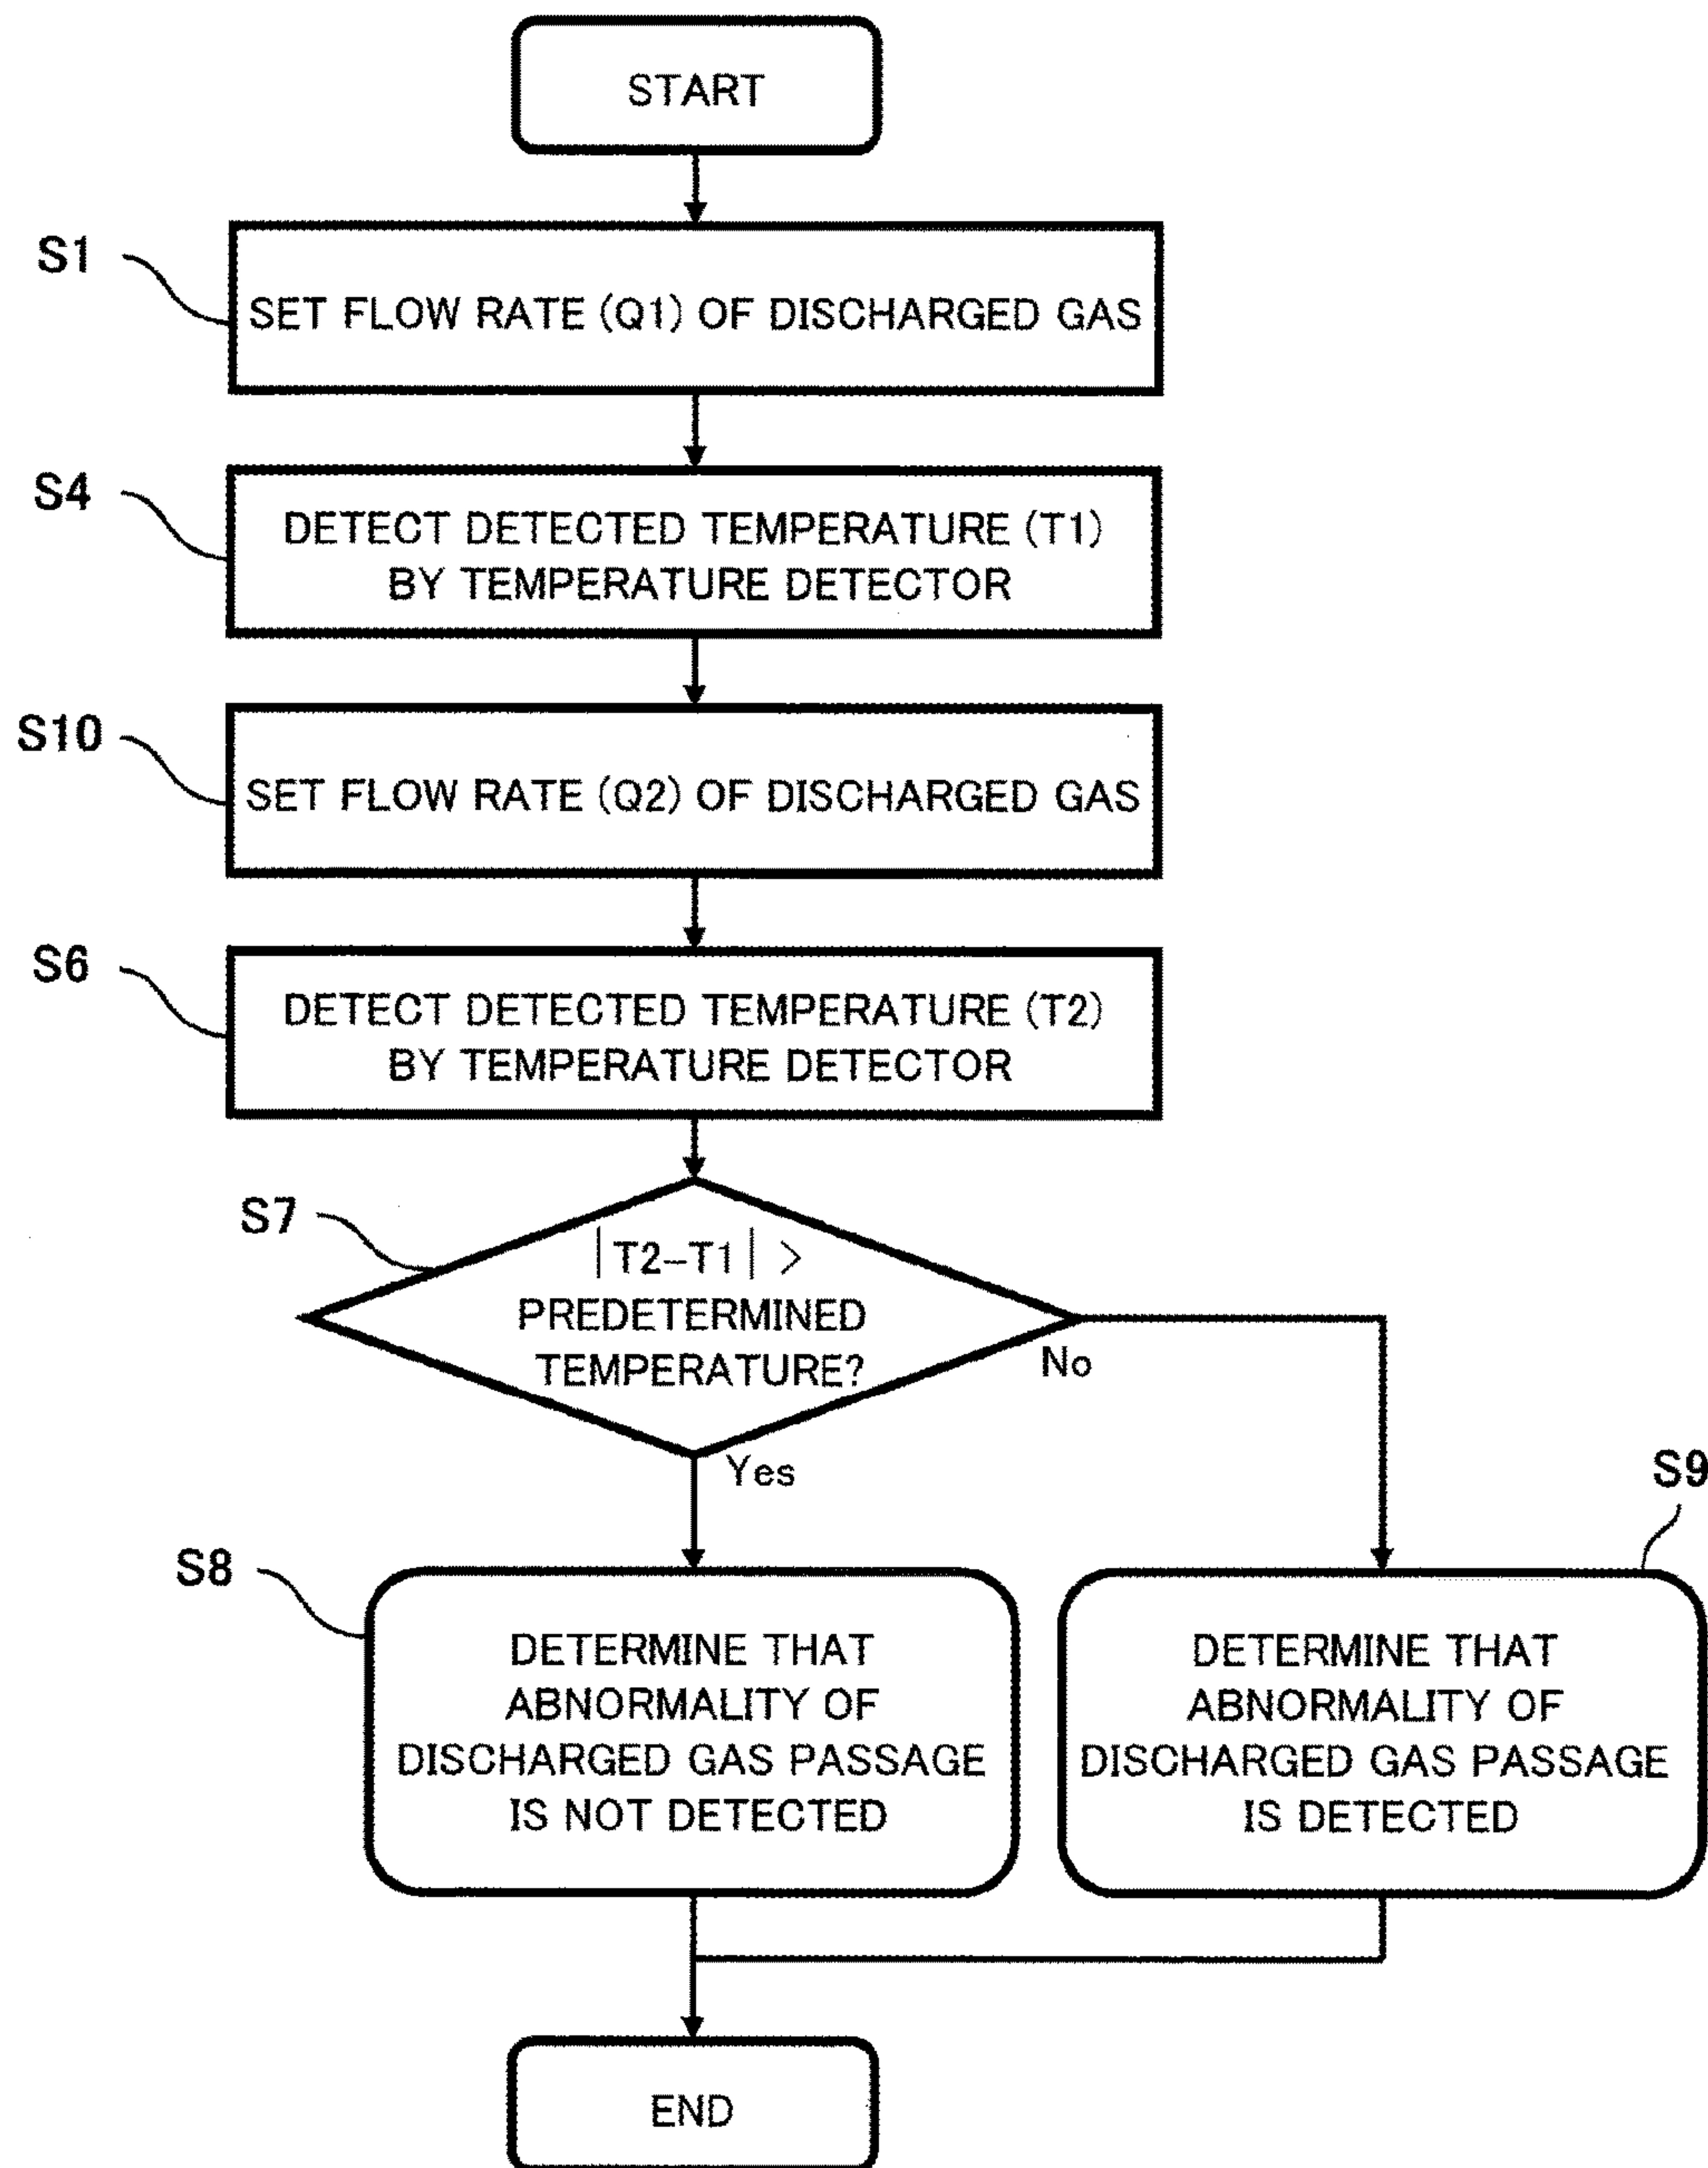 START
S1
SET FLOW RATE (Q1) OF DISCHARGED GAS
S4
DETECT DETECTED TEMPERATURE (T1)
BY TEMPERATURE DETECTOR
S10
SET FLOW RATE (Q2) OF DISCHARGED GAS
S6
DETECT DETECTED TEMPERATURE (T2)
BY TEMPERATURE DETECTOR
S7
|T2-T1| >
PREDETERMINED
TEMPERATURE?
No
Yes
S8
DETERMINE THAT
ABNORMALITY OF
DISCHARGED GAS PASSAGE
IS NOT DETECTED
S9
DETERMINE THAT
ABNORMALITY OF
DISCHARGED GAS PASSAGE
IS DETECTED
END